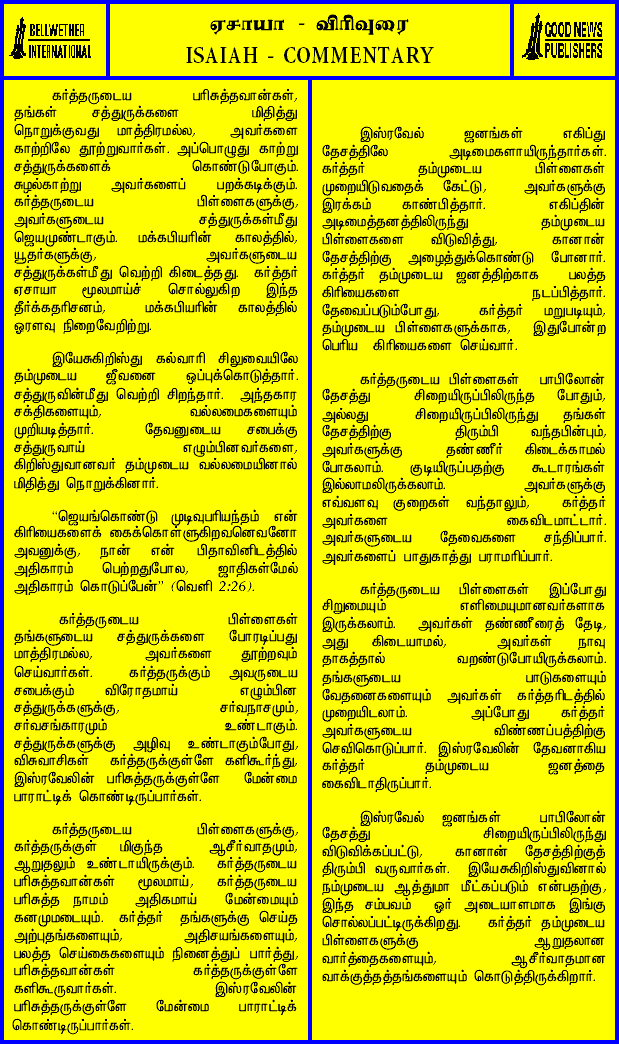 BELLWETHER
INTERNATIONAL
ஏசாயா - விரிவுரை
ISAIAH - COMMENTARY
GOOD NEWS
PUBLISHERS
கர்த்தருடைய பரிசுத்தவான்கள்,
தங்கள் சத்துருக்களை மிதித்து
நொறுக்குவது மாத்திரமல்ல, அவர்களை
காற்றிலே தூற்றுவார்கள். அப்பொழுது காற்று
சத்துருக்களைக் கொண்டுபோகும்.
சுழல்காற்று அவர்களைப் பறக்கடிக்கும்.
கர்த்தருடைய பிள்ளைகளுக்கு,
அவர்களுடைய சத்துருக்கள்மீது
ஜெயமுண்டாகும். மக்கபியரின் காலத்தில்,
யூதர்களுக்கு, அவர்களுடைய
சத்துருக்கள்மீது வெற்றி கிடைத்தது. கர்த்தர்
ஏசாயா மூலமாய்ச் சொல்லுகிற இந்த
தீர்க்கதரிசனம், மக்கபியரின் காலத்தில்
ஓரளவு நிறைவேறிற்று.
இயேசுகிறிஸ்து கல்வாரி சிலுவையிலே
தம்முடைய ஜீவனை ஒப்புக்கொடுத்தார்.
சத்துருவின்மீது வெற்றி சிறந்தார். அந்தகார
சக்திகளையும், வல்லமைகளையும்
முறியடித்தார். தேவனுடைய சபைக்கு
சத்துருவாய் எழும்பினவர்களை,
கிறிஸ்துவானவர் தம்முடைய வல்லமையினால்
மிதித்து நொறுக்கினார்.
“ஜெயங்கொண்டு முடிவுபரியந்தம் என்
கிரியைகளைக் கைக்கொள்ளுகிறவனெவனோ
அவனுக்கு, நான் என் பிதாவினிடத்தில்
அதிகாரம் பெற்றதுபோல, ஜாதிகள்மேல்
அதிகாரம் கொடுப்பேன்” (வெளி 2:26).
கர்த்தருடைய பிள்ளைகள்
தங்களுடைய சத்துருக்களை போரடிப்பது
மாத்திரமல்ல, அவர்களை தூற்றவும்
செய்வார்கள். கர்த்தருக்கும் அவருடைய
சபைக்கும் விரோதமாய் எழும்பின
சத்துருக்களுக்கு, சர்வநாசமும்,
சர்வசங்காரமும் உண்டாகும்.
சத்துருக்களுக்கு அழிவு உண்டாகும்போது,
விசுவாசிகள் கர்த்தருக்குள்ளே களிகூர்ந்து,
இஸ்ரவேலின் பரிசுத்தருக்குள்ளே மேன்மை
பாராட்டிக் கொண்டிருப்பார்கள்.
கர்த்தருடைய பிள்ளைகளுக்கு,
கர்த்தருக்குள் மிகுந்த ஆசீர்வாதமும்,
ஆறுதலும் உண்டாயிருக்கும். கர்த்தருடைய
பரிசுத்தவான்கள் மூலமாய், கர்த்தருடைய
பரிசுத்த நாமம் அதிகமாய் மேன்மையும்
கனமுமடையும். கர்த்தர் தங்களுக்கு செய்த
அற்புதங்களையும், அதிசயங்களையும்,
பலத்த செய்கைகளையும் நினைத்துப் பார்த்து,
பரிசுத்தவான்கள் கர்த்தருக்குள்ளே
களிகூருவார்கள். இஸ்ரவேலின்
பரிசுத்தருக்குள்ளே மேன்மை பாராட்டிக்
கொண்டிருப்பார்கள்.
இஸ்ரவேல் ஜனங்கள் எகிப்து
தேசத்திலே அடிமைகளாயிருந்தார்கள்.
கர்த்தர் தம்முடைய பிள்ளைகள்
முறையிடுவதைக் கேட்டு, அவர்களுக்கு
இரக்கம் காண்பித்தார். எகிப்தின்
அடிமைத்தனத்திலிருந்து தம்முடைய
பிள்ளைகளை விடுவித்து, கானான்
தேசத்திற்கு அழைத்துக்கொண்டு போனார்.
கர்த்தர் தம்முடைய ஜனத்திற்காக பலத்த
கிரியைகளை நடப்பித்தார்.
தேவைப்படும்போது, கர்த்தர் மறுபடியும்,
தம்முடைய பிள்ளைகளுக்காக, இதுபோன்ற
பெரிய கிரியைகளை செய்வார்.
கர்த்தருடைய பிள்ளைகள் பாபிலோன்
தேசத்து சிறையிருப்பிலிருந்த போதும்,
அல்லது சிறையிருப்பிலிருந்து தங்கள்
தேசத்திற்கு திரும்பி வந்தபின்பும்,
அவர்களுக்கு தண்ணீர் கிடைக்காமல்
போகலாம். குடியிருப்பதற்கு கூடாரங்கள்
இல்லாமலிருக்கலாம். அவர்களுக்கு
எவ்வளவு குறைகள் வந்தாலும், கர்த்தர்
அவர்களை கைவிடமாட்டார்.
அவர்களுடைய தேவைகளை சந்திப்பார்.
அவர்களைப் பாதுகாத்து பராமரிப்பார்.
கர்த்தருடைய பிள்ளைகள் இப்போது
சிறுமையும் எளிமையுமானவர்களாக
இருக்கலாம். அவர்கள் தண்ணீரைத் தேடி,
அது கிடையாமல், அவர்கள் நாவு
தாகத்தால் வறண்டுபோயிருக்கலாம்.
தங்களுடைய பாடுகளையும்
வேதனைகளையும் அவர்கள் கர்த்தரிடத்தில்
முறையிடலாம். அப்போது கர்த்தர்
அவர்களுடைய விண்ணப்பத்திற்கு
செவிகொடுப்பார். இஸ்ரவேலின் தேவனாகிய
கர்த்தர் தம்முடைய ஜனத்தை
கைவிடாதிருப்பார்.
இஸ்ரவேல் ஜனங்கள் பாபிலோன்
தேசத்து சிறையிருப்பிலிருந்து
விடுவிக்கப்பட்டு, கானான் தேசத்திற்குத்
திரும்பி வருவார்கள். இயேசுகிறிஸ்துவினால்
நம்முடைய ஆத்துமா மீட்கப்படும் என்பதற்கு,
இந்த சம்பவம் ஓர் அடையாளமாக இங்கு
சொல்லப்பட்டிருக்கிறது. கர்த்தர் தம்முடைய
பிள்ளைகளுக்கு ஆறுதலான
வார்த்தைகளையும், ஆசீர்வாதமான
வாக்குத்தத்தங்களையும் கொடுத்திருக்கிறார்.